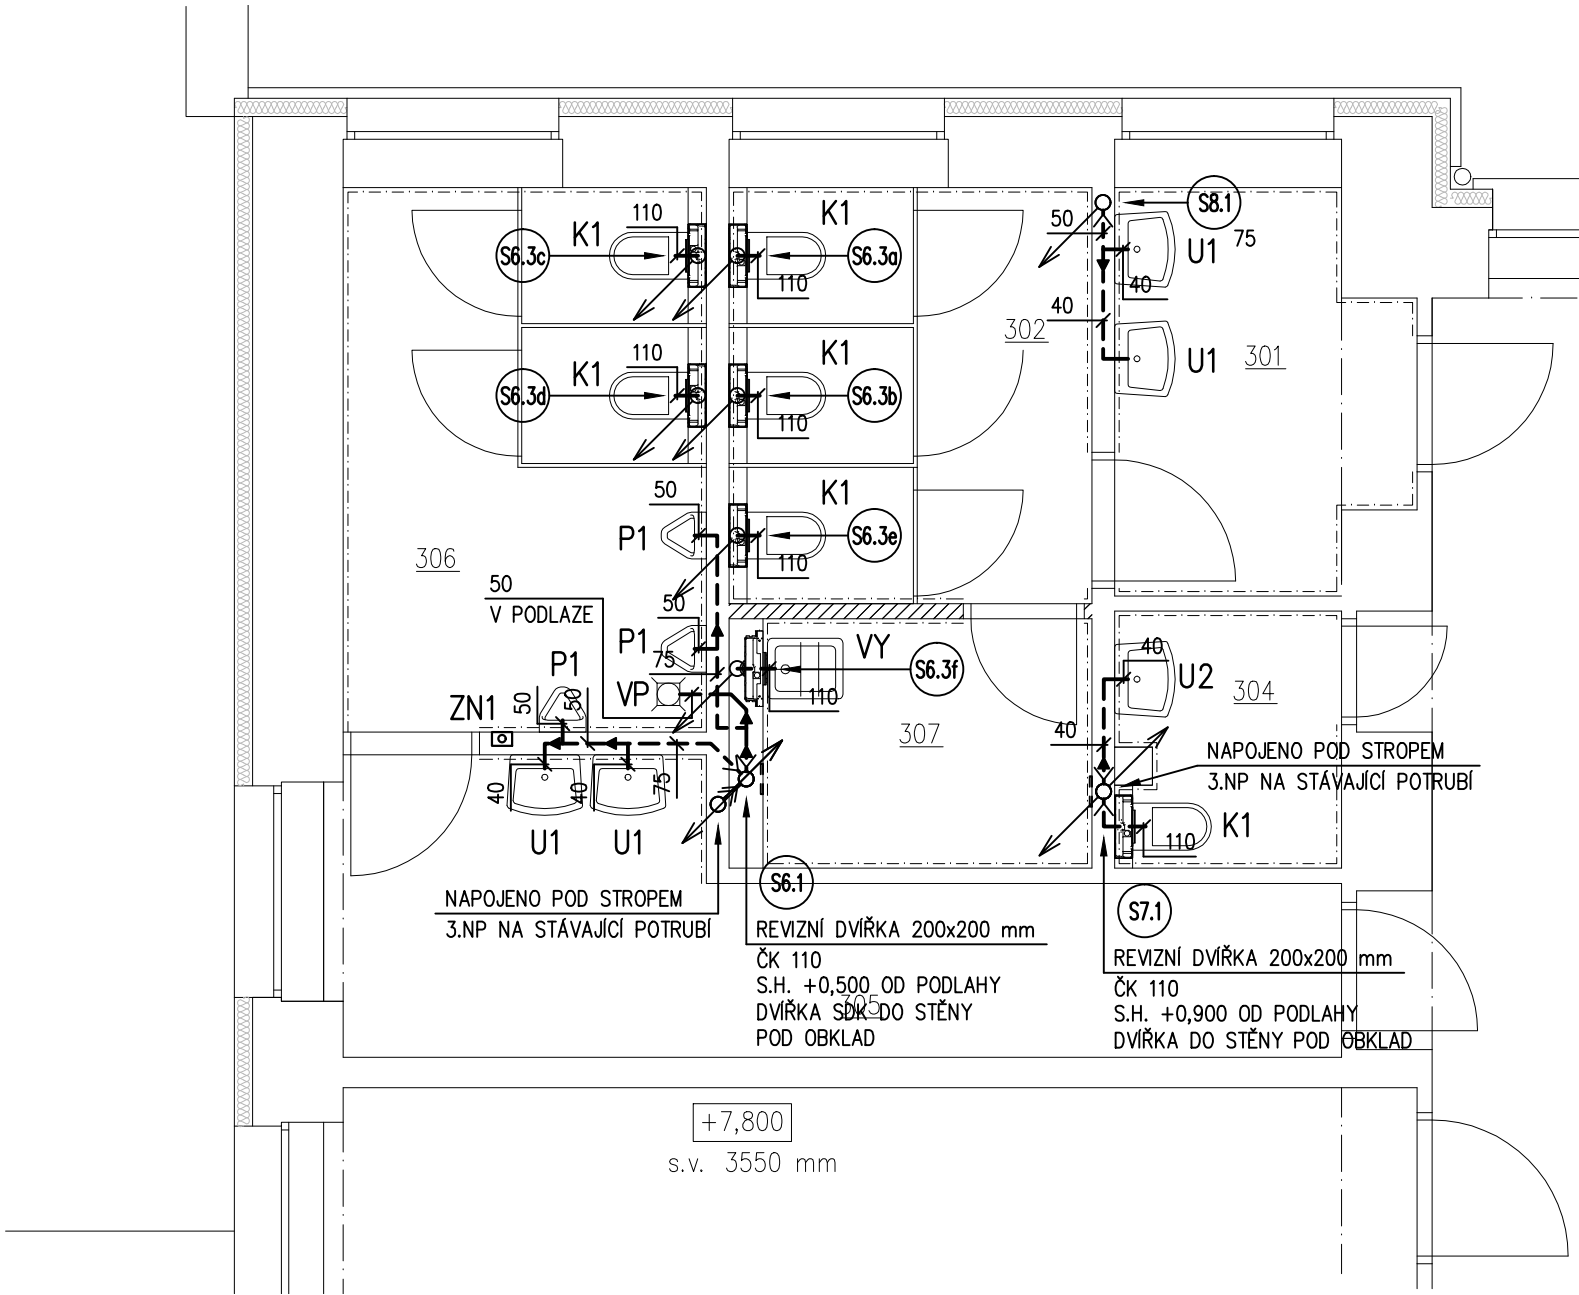 S8.1
75
110
K1
S6.3c
K1
S6.3a
110
50
U1
40
40
302
U1
301
110
K1
S6.3d
K1
S6.3b
110
50
P1
K1
S6.3e
110
306
50
V PODLAZE
50
P1
75
P1
VP
50
50
ZN1
VY
S6.3f
110
307
40
U2
304
40
NAPOJENO POD STROPEM
3.NP NA STÁVAJÍCÍ POTRUBÍ
40
40
75
U1
U1
K1
110
S6.1
NAPOJENO POD STROPEM
3.NP NA STÁVAJÍCÍ POTRUBÍ
REVIZNÍ DVÍŘKA 200x200 mm
ČK 110
S.H. +0,500 OD PODLAHY
DVÍŘKA SDK DO STĚNY
POD OBKLAD
305
S7.1
REVIZNÍ DVÍŘKA 200x200 mm
ČK 110
S.H. +0,900 OD PODLAHY
DVÍŘKA DO STĚNY POD OBKLAD
+7,800
s.v. 3550 mm